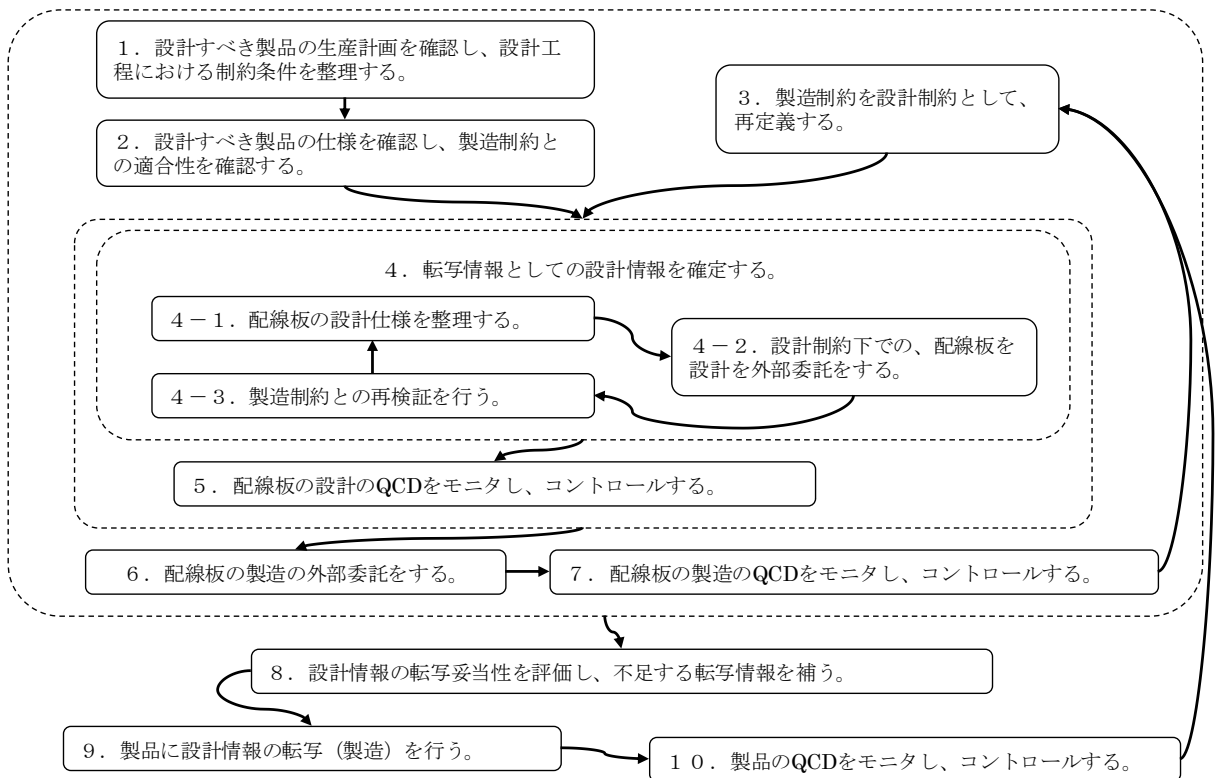 １．設計すべき製品の生産計画を確認し、設計工
程における制約条件を整理する。
２．設計すべき製品の仕様を確認し、製造制約と
の適合性を確認する。
３．製造制約を設計制約として、
再定義する。
４．転写情報としての設計情報を確定する。
４－１．配線板の設計仕様を整理する。
４－２．設計制約下での、配線板を
設計を外部委託をする。
４－３．製造制約との再検証を行う。
５．配線板の設計のQCDをモニタし、コントロールする。
６．配線板の製造の外部委託をする。
７．配線板の製造のQCDをモニタし、コントロールする。
８．設計情報の転写妥当性を評価し、不足する転写情報を補う。
９．製品に設計情報の転写（製造）を行う。
１０．製品のQCDをモニタし、コントロールする。